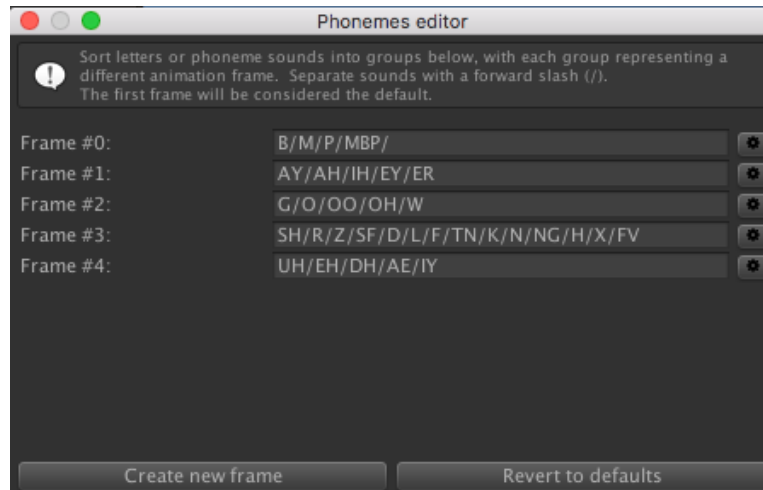 Phonemes editor
Sort letters or phoneme sounds into groups below, with each group representing a
different animation frame.  Separate sounds with a forward slash (/).
The first frame will be considered the default.
Frame #0: B/M/P/MBP/
Frame #1: AY/AH/IH/EY/ER
Frame #2: G/O/OO/OH/W
Frame #3: SH/R/Z/SF/D/L/F/TN/K/N/NG/H/X/FV
Frame #4: UH/EH/DH/AE/IY
Create new frame Revert to defaults